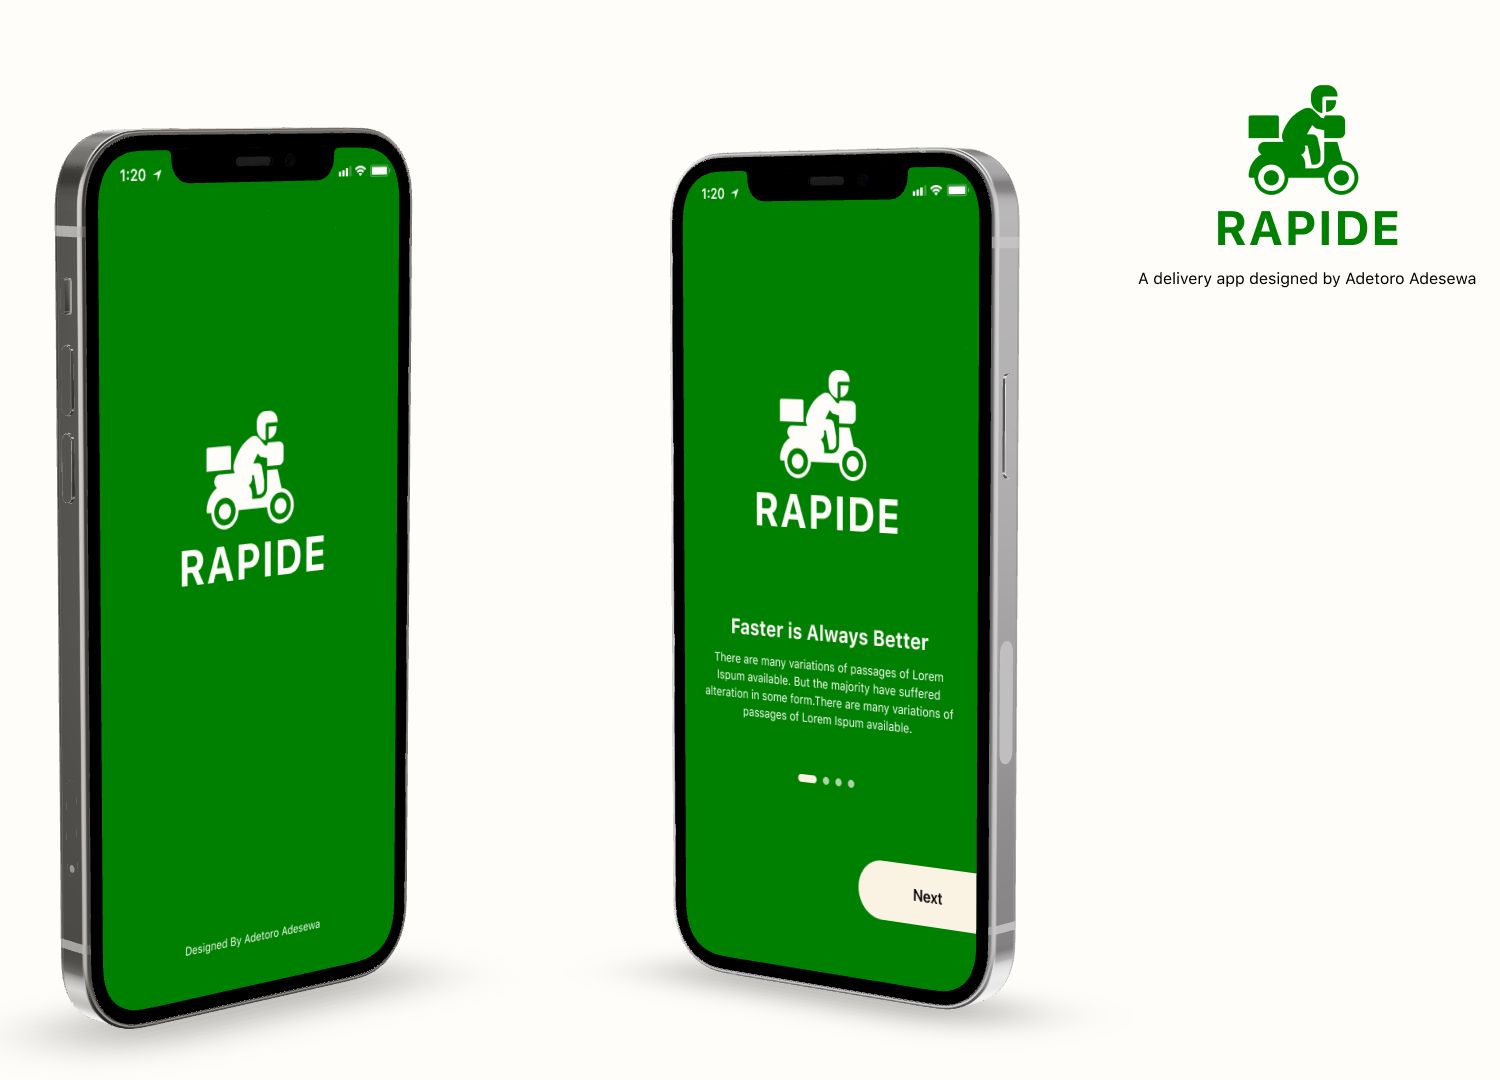 1:20
RAPIDE
Designed By Adetoro Adesewa
1:20
RAPIDE
Faster is Always Better
There are many variations of passages of Lorem
Ispum available. But the majority have suffered
alteration in some form.There are many variations of
passages of Lorem Ispum available.
Next
RAPIDE
A delivery app designed by Adetoro Adesewa